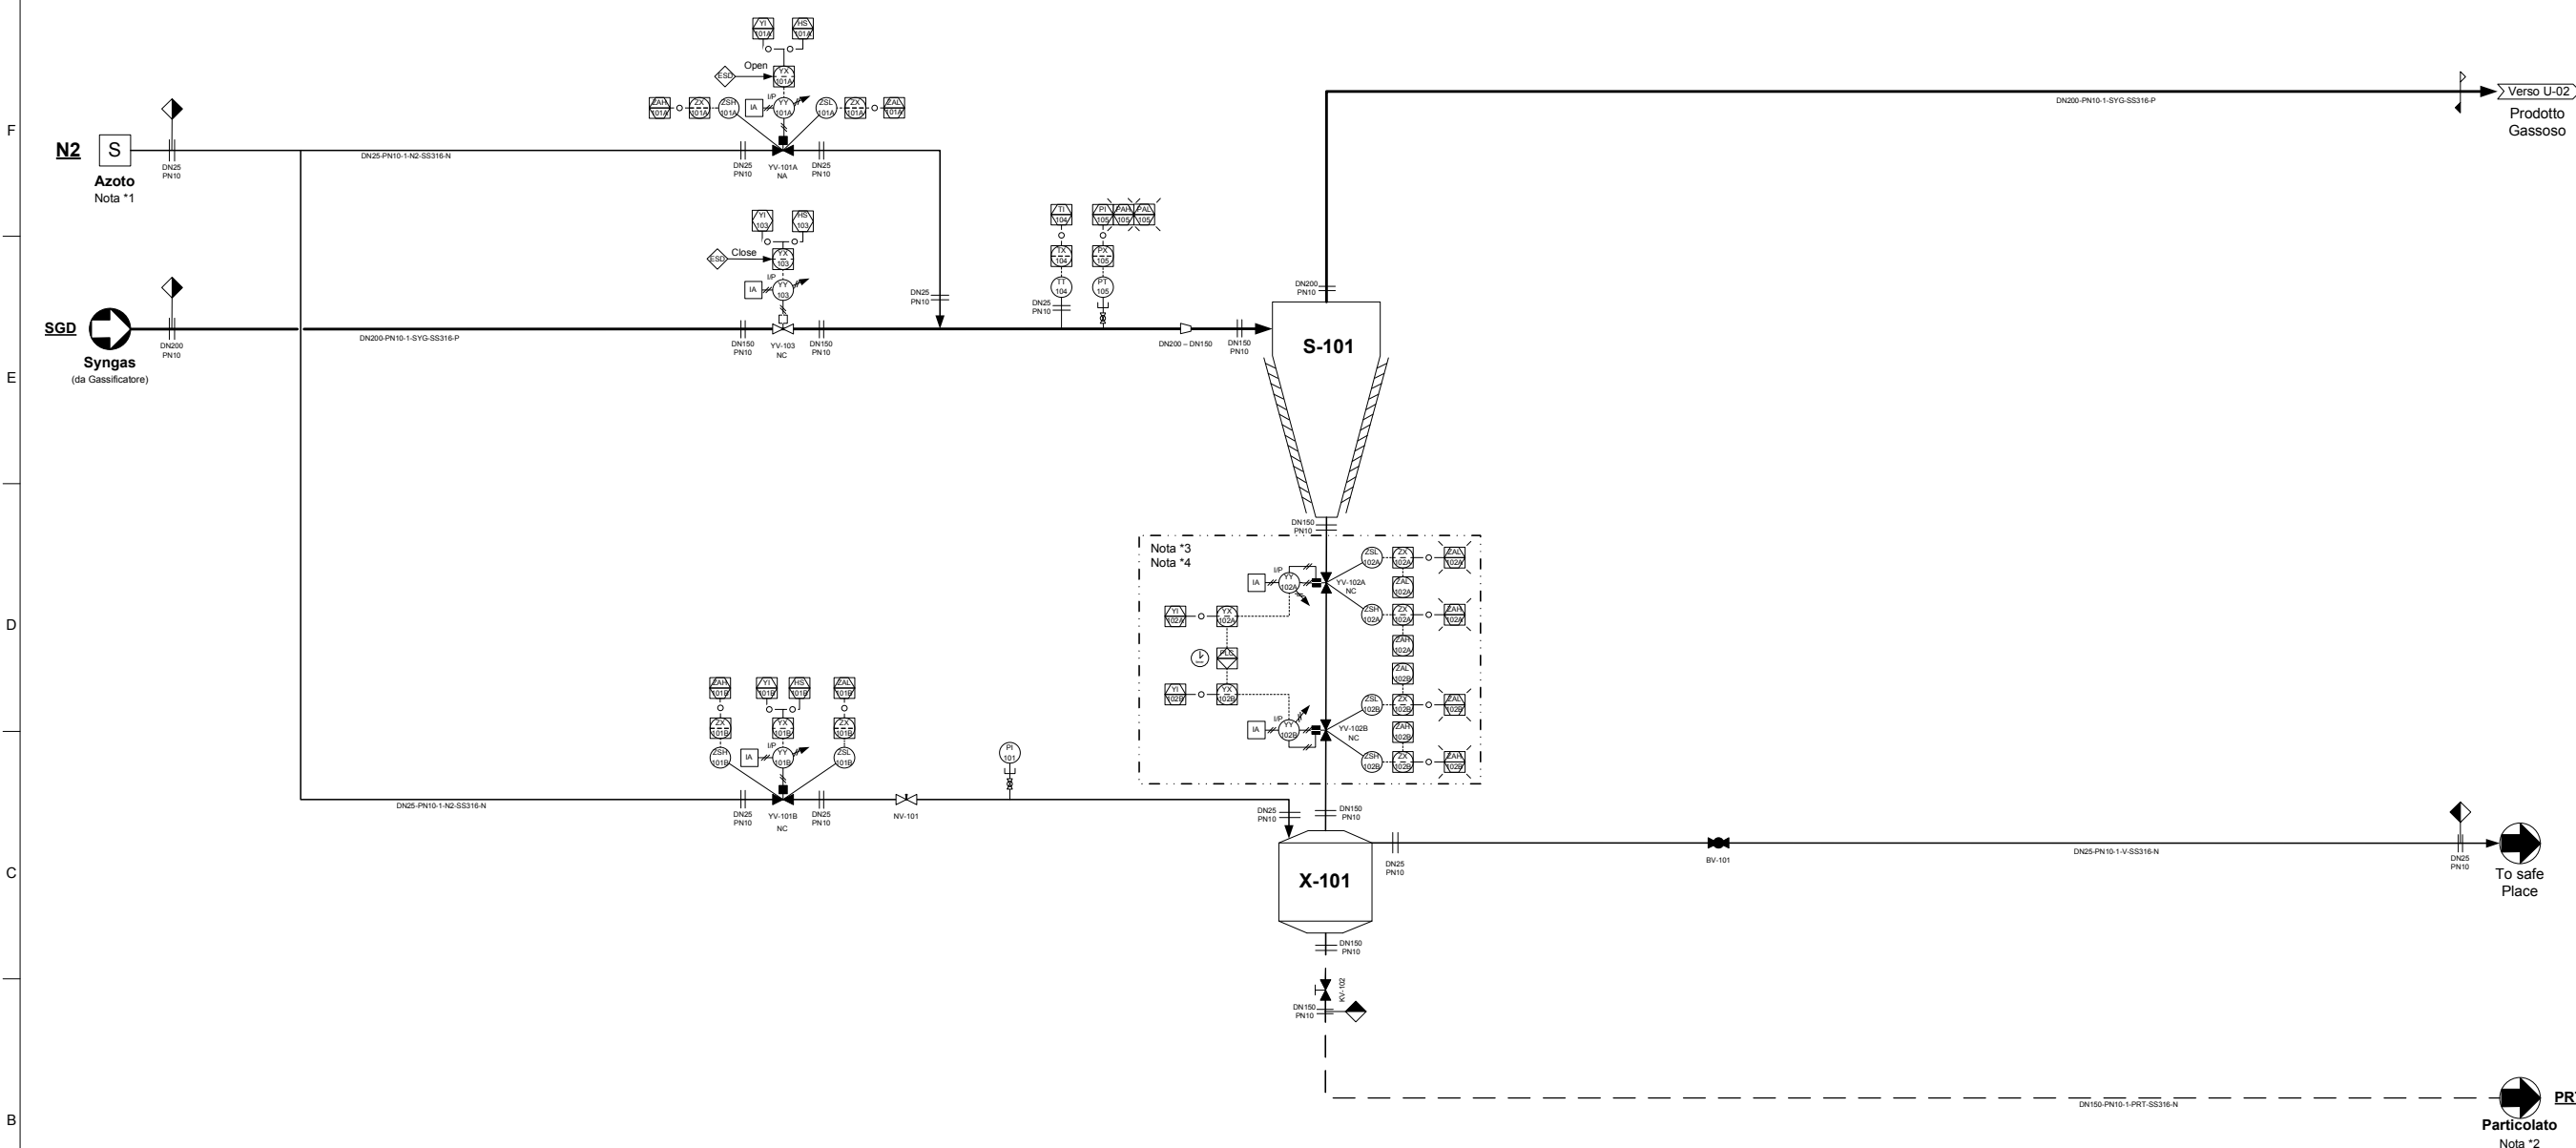 F
E
D
C
B
N2
S
Azoto
Nota *1
DN25
PN10
DN25-PN10-1-N2-SS316-N
YI
101A
HS
101A
Open
ESD
YX
101A
I/P
ZAH
101A
ZX
101A
ZSH
101A
IA
YY
101A
ZSL
101A
ZX
101A
ZAL
101A
DN25
PN10
YV-101A
NA
DN25
PN10
DN200-PN10-1-SYG-SS316-P
Verso U-02
Prodotto
Gassoso
SGD
Syngas
(da Gassificatore)
DN200
PN10
DN200-PN10-1-SYG-SS316-P
YI
103
HS
103
Close
ESD
YX
103
I/P
IA
YY
103
DN150
PN10
YV-103
NC
DN150
PN10
DN25
PN10
TI
104
TX
104
TT
104
DN25
PN10
PI
105
PAH
105
PAL
105
PX
105
PT
105
DN200 – DN150
DN150
PN10
DN200
PN10
S-101
DN150
PN10
Nota *3
Nota *4
I/P
IA
YY
102A
YV-102A
NC
ZSL
102A
ZX
102A
ZAL
102A
ZAL
102A
ZSH
102A
ZX
102A
ZAH
102A
ZAH
102A
YI
102A
YX
102A
PLC
YI
102B
YX
102B
I/P
IA
YY
102B
YV-102B
NC
ZAL
102B
ZSL
102B
ZX
102B
ZAL
102B
ZAH
102B
ZSH
102B
ZX
102B
ZAH
102B
ZAH
101B
YI
101B
HS
101B
ZAL
101B
ZX
101B
YX
101B
ZX
101B
I/P
ZSH
101B
IA
YY
101B
ZSL
101B
DN25-PN10-1-N2-SS316-N
DN25
PN10
YV-101B
NC
DN25
PN10
NV-101
PI
101
DN25
PN10
DN150
PN10
X-101
DN25
PN10
BV-101
DN25-PN10-1-V-SS316-N
DN25
PN10
To safe
Place
DN150
PN10
KV-102
DN150
PN10
DN150-PN10-1-PRT-SS316-N
Particolato
Nota *2